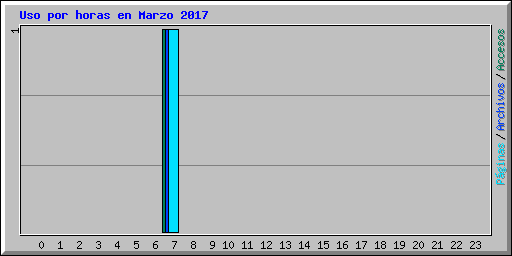 Uso por horas en Marzo 2017
1
Páginas/Archivos/Accesos
0 1 2 3 4 5 6 7 8 9 10 11 12 13 14 15 16 17 18 19 20 21 22 23